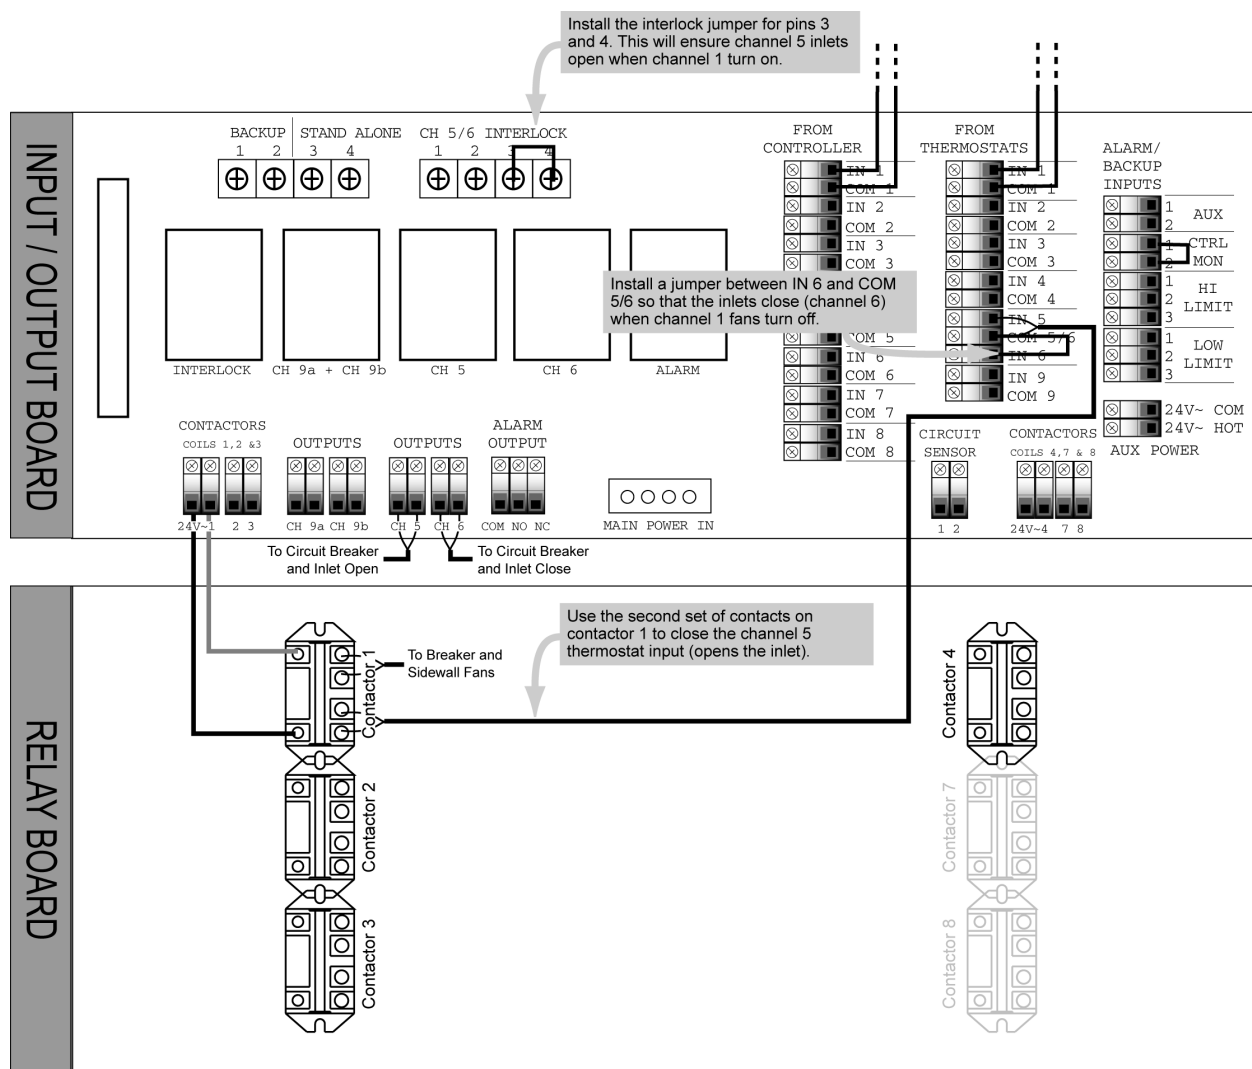 Install the interlock jumper for pins 3
and 4. This will ensure channel 5 inlets
open when channel 1 turn on.
INPUT / OUTPUT BOARD
BACKUP STAND ALONE
1 2 3 4
CH 5/6 INTERLOCK
1 2 3 4
FROM
CONTROLLER
IN 1
COM 1
IN 2
COM 2
IN 3
COM 3
COM 5
IN 6
COM 6
IN 7
COM 7
IN 8
COM 8
FROM
THERMOSTATS
IN 1
COM 1
IN 2
COM 2
IN 3
COM 3
IN 4
COM 4
IN 5
COM 5/6
IN 6
IN 9
COM 9
ALARM/
BACKUP
INPUTS
1
2
AUX
1
2
CTRL
MON
1
2
3
HI
LIMIT
1
2
3
LOW
LIMIT
24V~ COM
24V~ HOT
AUX POWER
Install a jumper between IN 6 and COM
5/6 so that the inlets close (channel 6)
when channel 1 fans turn off.
INTERLOCK
CH 9a + CH 9b
CH 5
CH 6
ALARM
CONTACTORS
COILS 1,2 &3
24V~1 2 3
OUTPUTS
CH 9a CH 9b
OUTPUTS
CH 5 CH 6
ALARM
OUTPUT
COM NO NC
MAIN POWER IN
CIRCUIT
SENSOR
1 2
CONTACTORS
COILS 4,7 & 8
24V~4 7 8
To Circuit Breaker
and Inlet Open
To Circuit Breaker
and Inlet Close
RELAY BOARD
Use the second set of contacts on
contactor 1 to close the channel 5
thermostat input (opens the inlet).
To Breaker and
Sidewall Fans
Contactor 1
Contactor 2
Contactor 3
Contactor 4
Contactor 7
Contactor 8